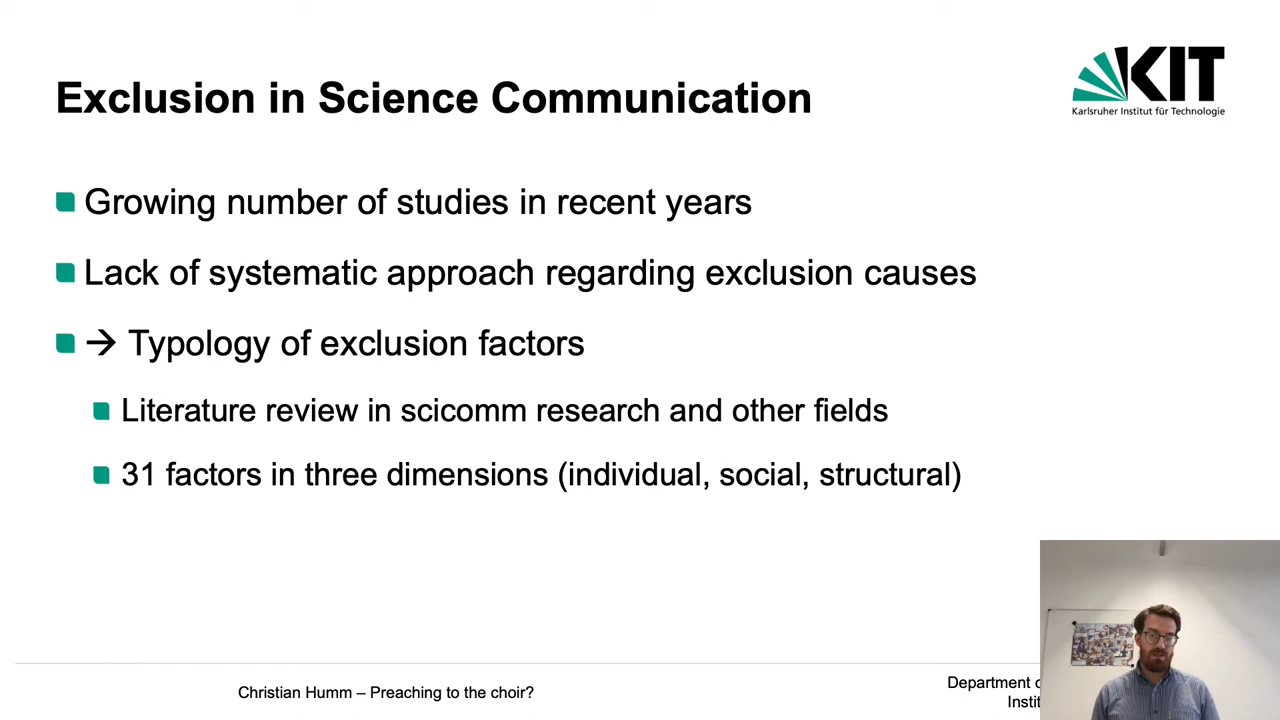 Exclusion in Science Communication
KIT
Karlsruher Institut für Technologie
Growing number of studies in recent years
Lack of systematic approach regarding exclusion causes
→ Typology of exclusion factors
Literature review in scicomm research and other fields
31 factors in three dimensions (individual, social, structural)
Christian Humm – Preaching to the choir?
Department